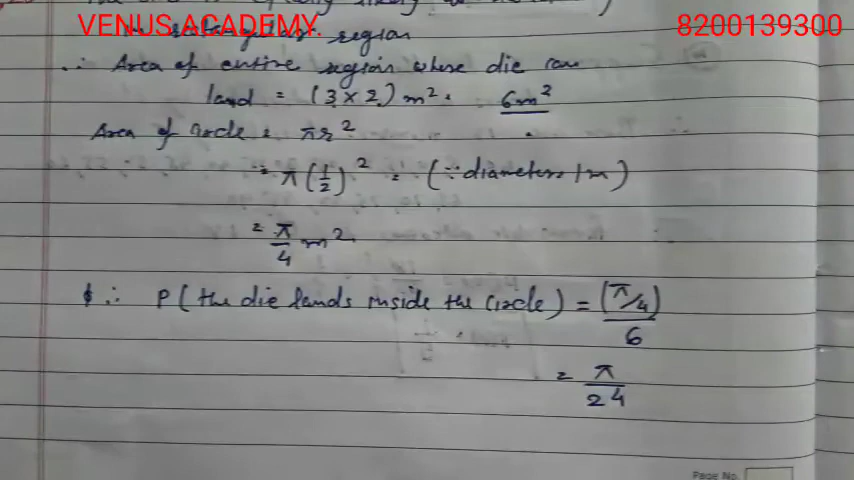 VENUS ACADEMY.
8200139300
region
∴ Area of entire region where die can
land = (3 × 2) m². 6m²
Area of circle = πr²
= π(1/2)² = (∵ diameter = 1m)
= π/4 m².
∴ P(the die lands inside the circle) = (π/4)/6
= π/24
Page No.